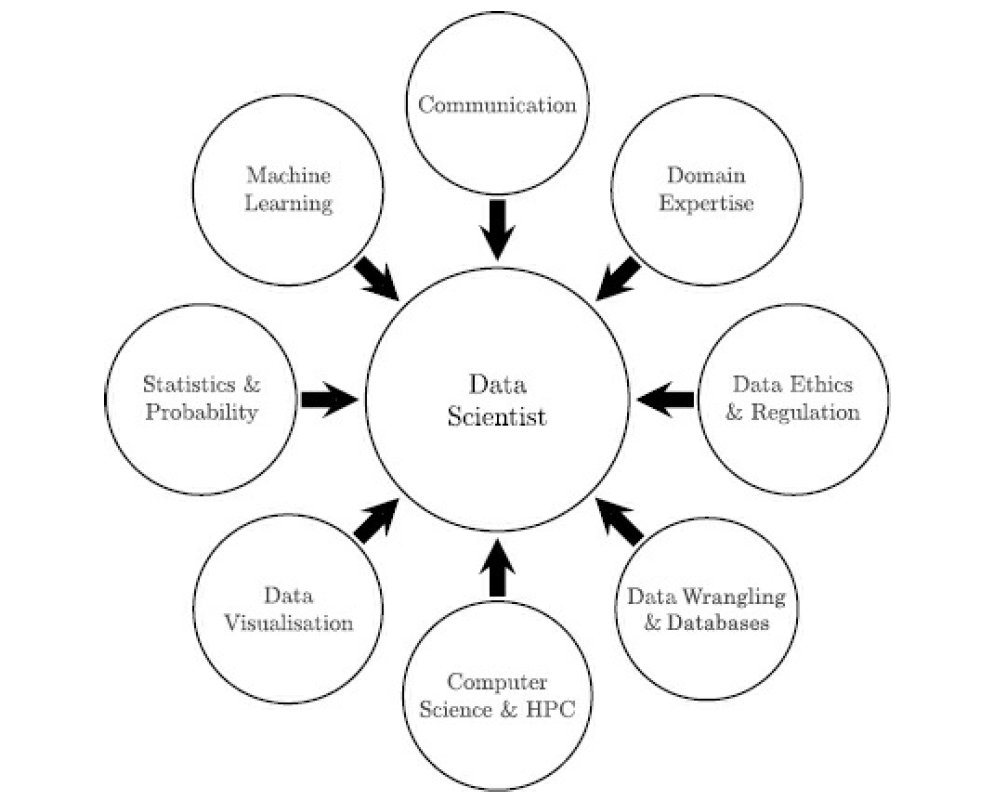 Communication
Machine
Learning
Domain
Expertise
Statistics &
Probability
Data
Scientist
Data Ethics
& Regulation
Data
Visualisation
Data Wrangling
& Databases
Computer
Science & HPC